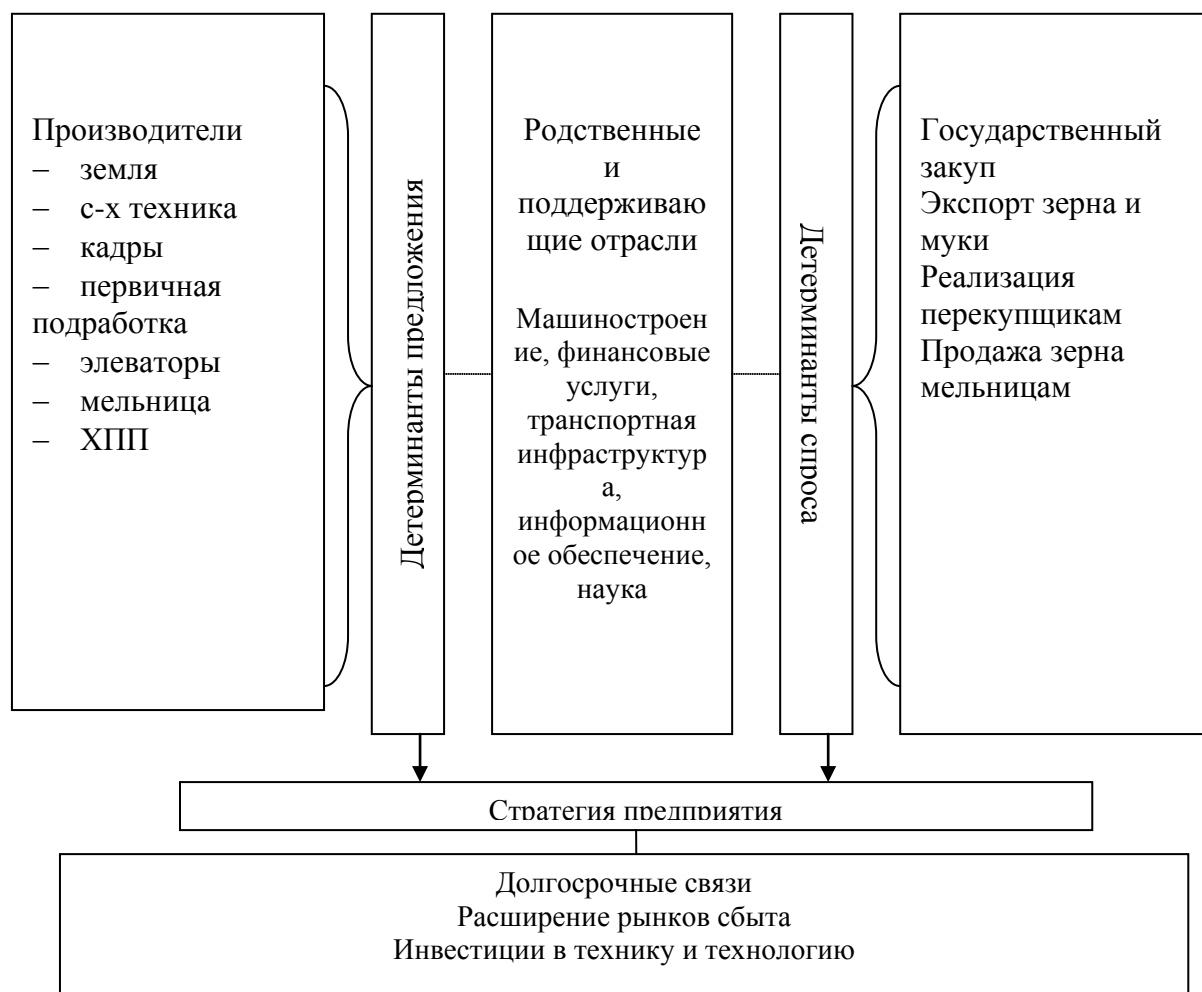 Производители
– земля
– с-х техника
– кадры
– первичная
подработка
– элеваторы
– мельница
– ХПП
Детерминанты предложения
Родственные
и
поддерживаю
щие отрасли
Машиностроен
ие, финансовые
услуги,
транспортная
инфраструктур
а,
информационн
ое обеспечение,
наука
Детерминанты спроса
Государственный
закуп
Экспорт зерна и
муки
Реализация
перекупщикам
Продажа зерна
мельницам
Стратегия предприятия
Долгосрочные связи
Расширение рынков сбыта
Инвестиции в технику и технологию